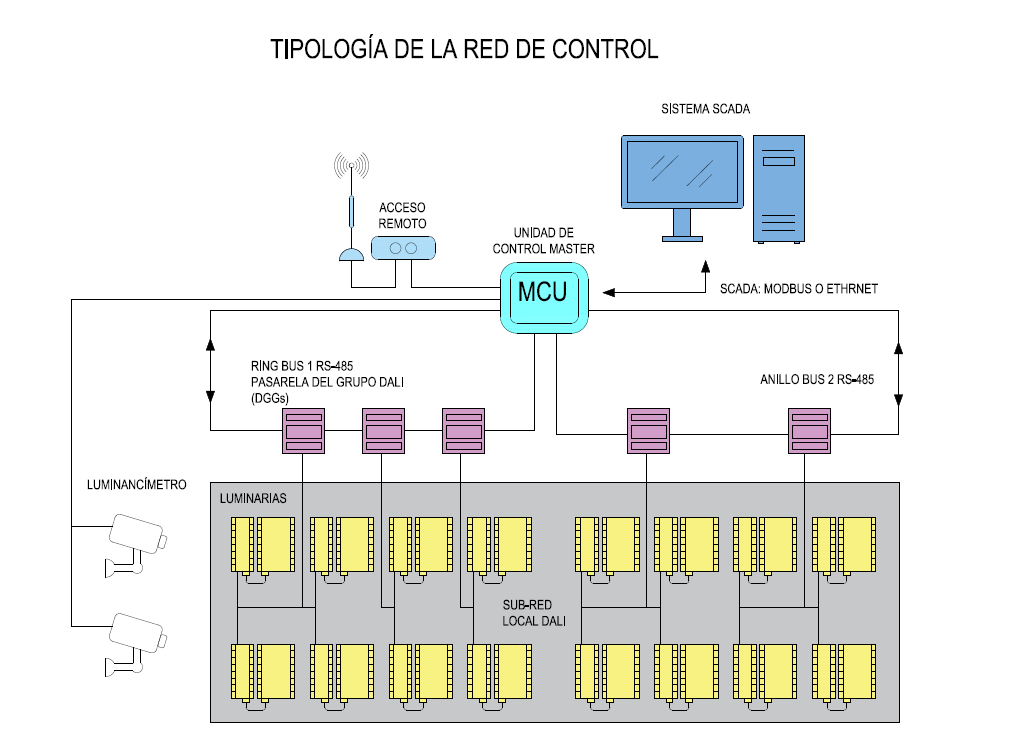 TIPOLOGÍA DE LA RED DE CONTROL
SISTEMA SCADA
ACCESO
REMOTO
UNIDAD DE
CONTROL MASTER
MCU
SCADA: MODBUS O ETHRNET
RING BUS 1 RS-485
PASARELA DEL GRUPO DALI
(DGGs)
ANILLO BUS 2 RS-485
LUMINANCÍMETRO
LUMINARIAS
SUB-RED
LOCAL DALI